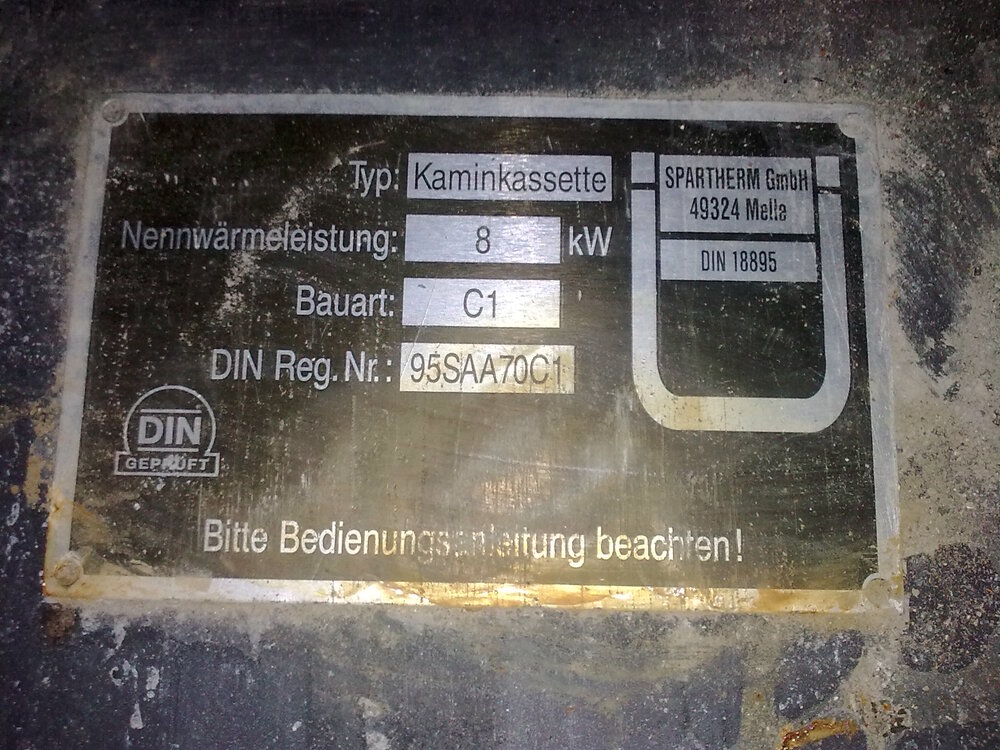 Typ: Kaminkassette
Nennwärmeleistung: 8 kW
Bauart: C1
DIN Reg. Nr.: 95SAA70C1
SPARTHERM GmbH
49324 Melle
DIN 18895
DIN
GEPRÜFT
Bitte Bedienungsanleitung beachten!